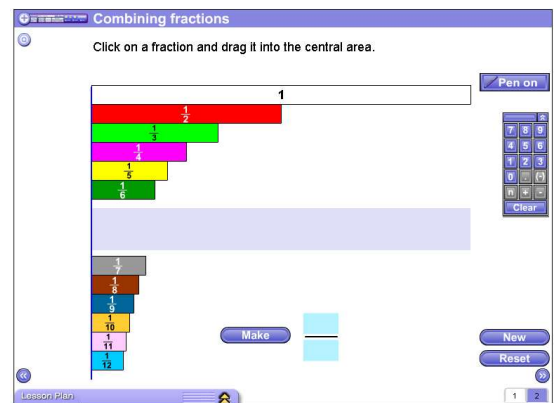 Combining fractions
Click on a fraction and drag it into the central area.
Pen on
1
1/2
1/3
1/4
1/5
1/6
7 8 9
4 5 6
1 2 3
0 . (-)
n + -
Clear
1/7
1/8
1/9
1/10
1/11
1/12
Make
New
Reset
Lesson Plan
1 2